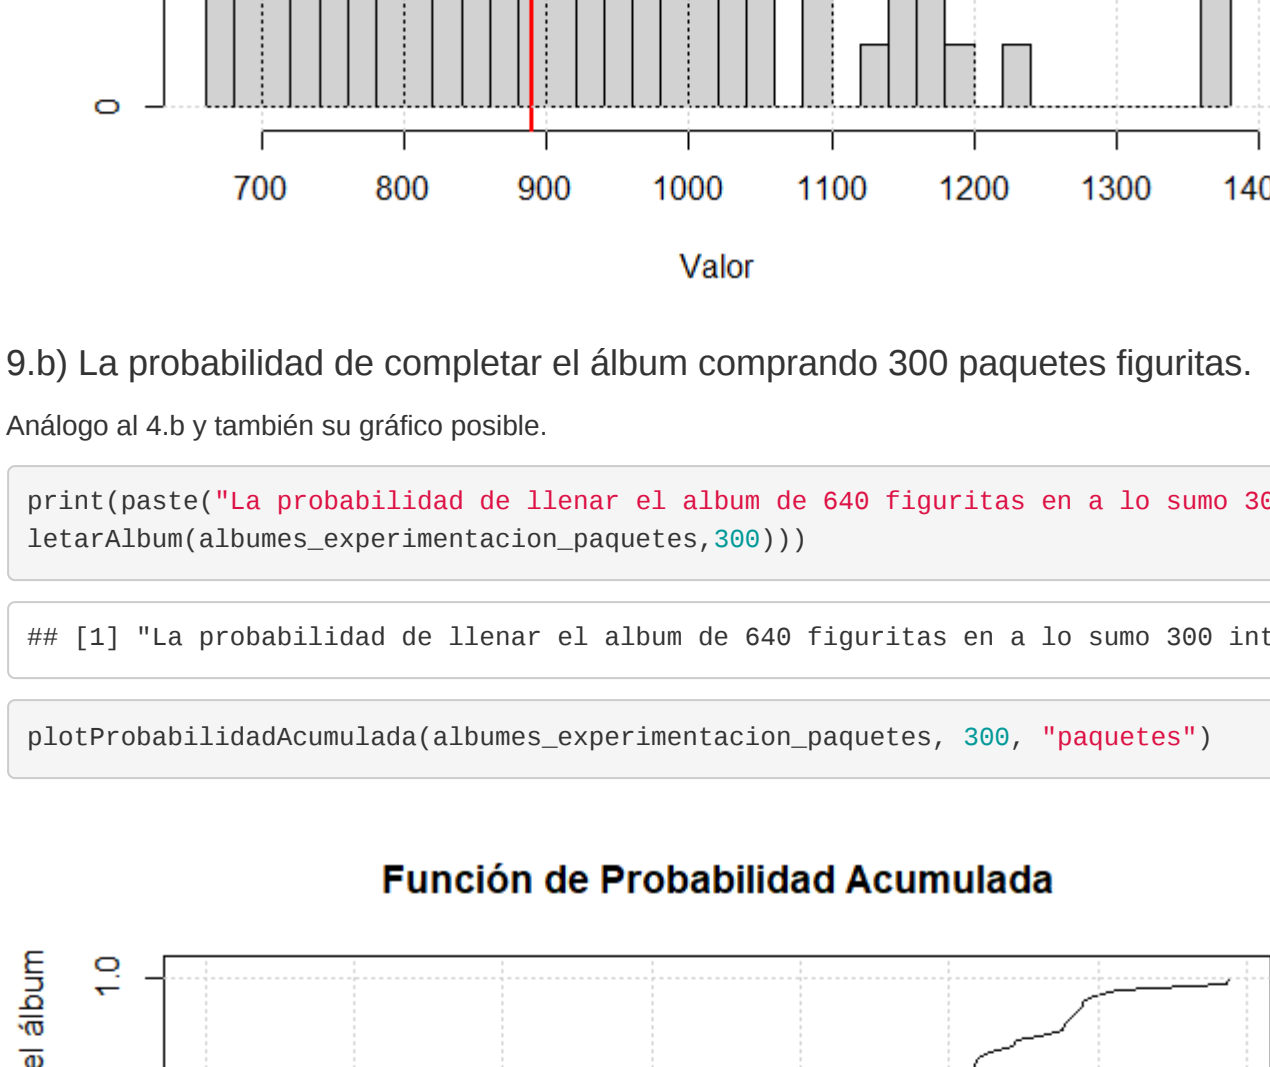 0
700 800 900 1000 1100 1200 1300
Valor
9.b) La probabilidad de completar el álbum comprando 300 paquetes figuritas.
Análogo al 4.b y también su gráfico posible.
print(paste("La probabilidad de llenar el album de 640 figuritas en a lo sumo
letarAlbum(albumes_experimentacion_paquetes,300)))
## [1] "La probabilidad de llenar el album de 640 figuritas en a lo sumo 300
plotProbabilidadAcumulada(albumes_experimentacion_paquetes, 300, "paquetes")
Función de Probabilidad Acumulada
1.0
el álbum